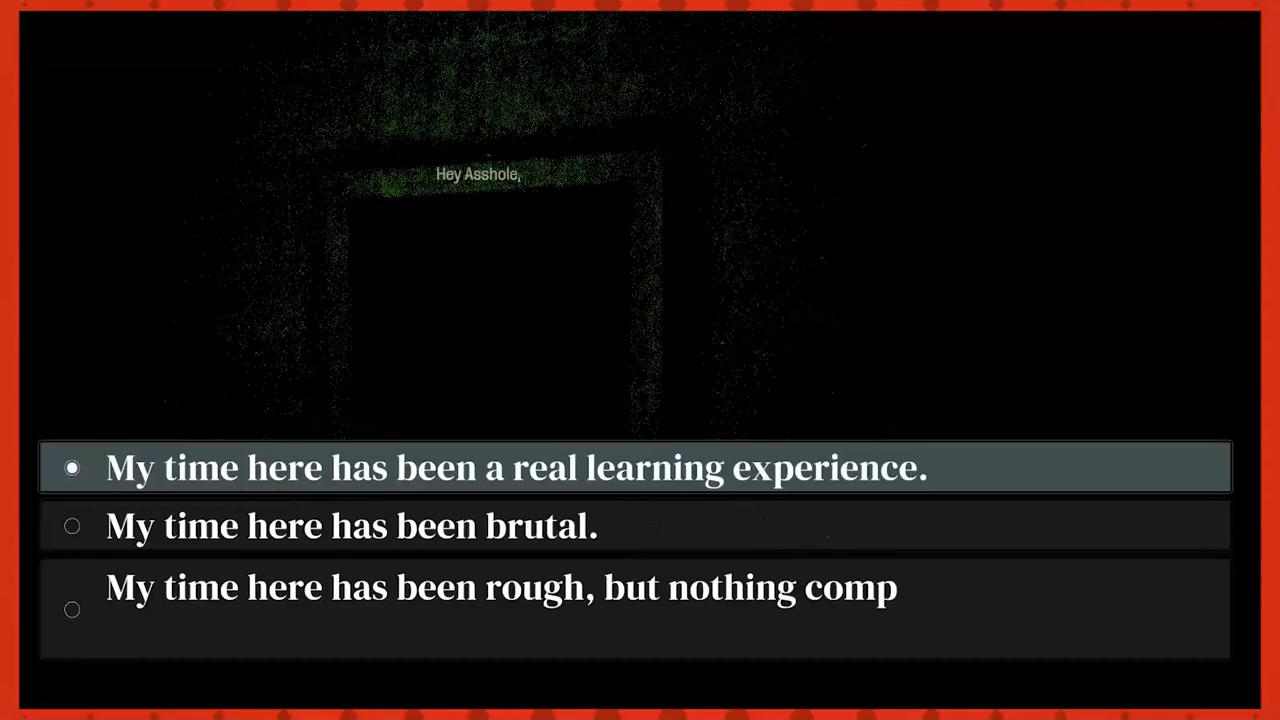 Hey Asshole,
My time here has been a real learning experience.
My time here has been brutal.
My time here has been rough, but nothing comp